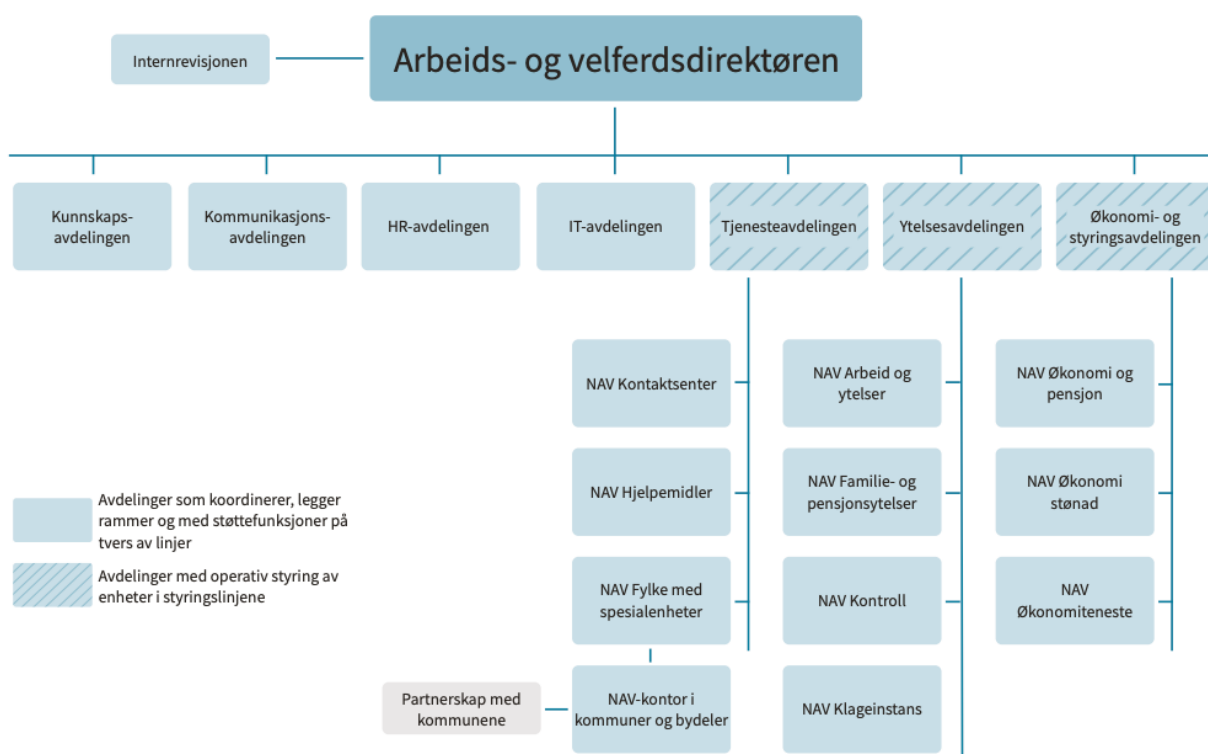 Internrevisjonen
Arbeids- og velferdsdirektøren
Kunnskaps-
avdelingen
Kommunikasjons-
avdelingen
HR-avdelingen
IT-avdelingen
Tjenesteavdelingen
Ytelsesavdelingen
Økonomi- og
styringsavdelingen
NAV Kontaktsenter
NAV Arbeid og
ytelser
NAV Økonomi og
pensjon
NAV Hjelpemidler
NAV Familie- og
pensjonsytelser
NAV Økonomi
stønad
Avdelinger som koordinerer, legger
rammer og med støttefunksjoner på
tvers av linjer
Avdelinger med operativ styring av
enheter i styringslinjene
NAV Fylke med
spesialenheter
NAV Kontroll
NAV
Økonomiteneste
Partnerskap med
kommunene
NAV-kontor i
kommuner og bydeler
NAV Klageinstans